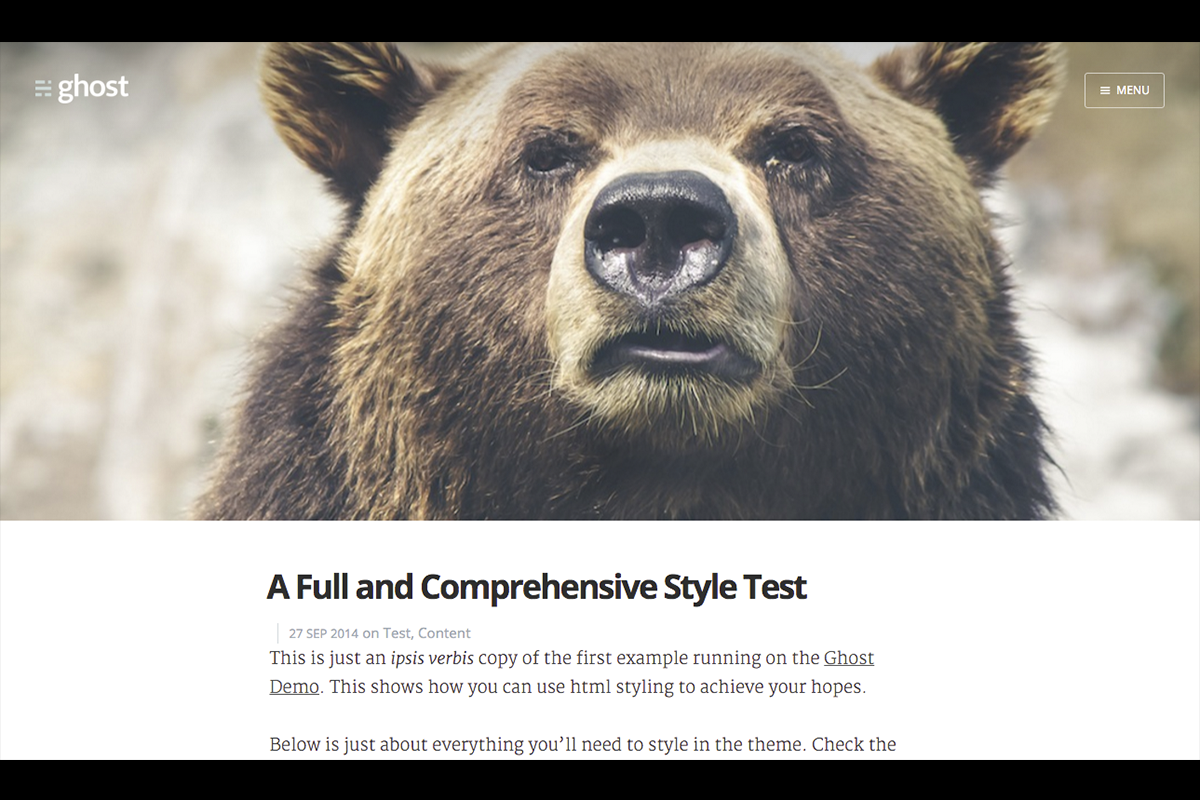 ghost
MENU
A Full and Comprehensive Style Test
27 SEP 2014 on Test, Content
This is just an ipsis verbis copy of the first example running on the Ghost
Demo. This shows how you can use html styling to achieve your hopes.
Below is just about everything you’ll need to style in the theme. Check the